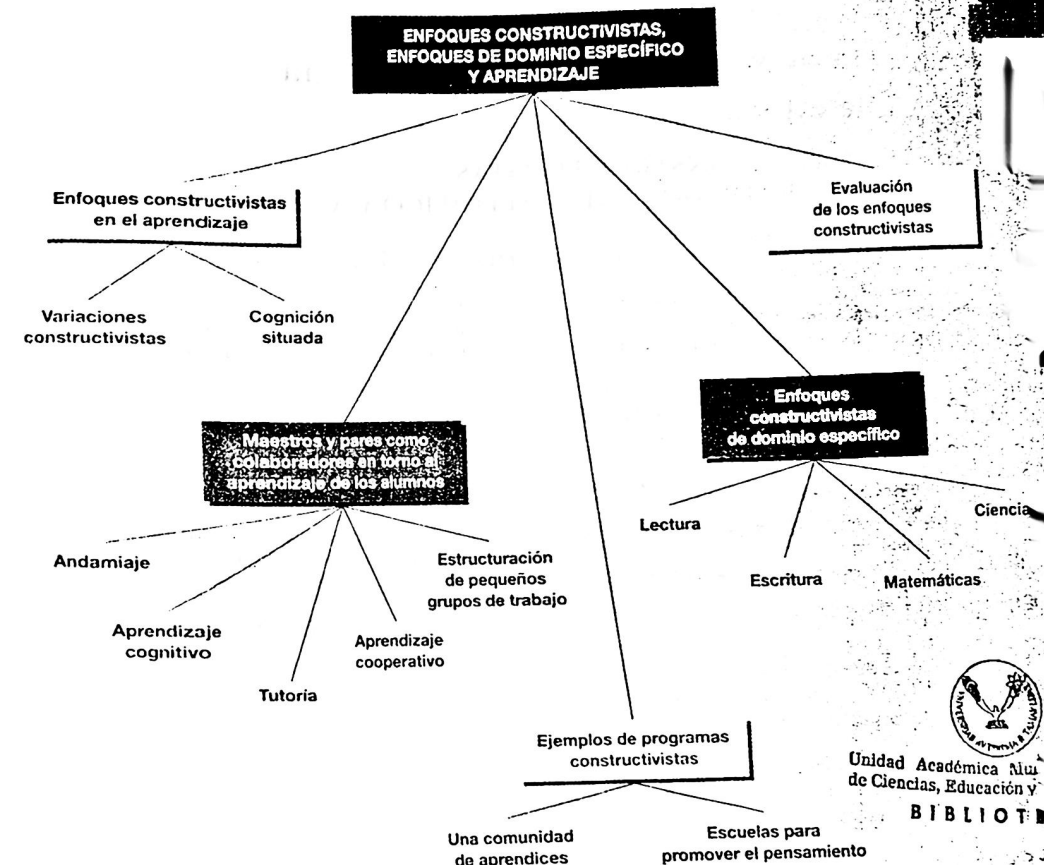 ENFOQUES CONSTRUCTIVISTAS,
ENFOQUES DE DOMINIO ESPECÍFICO
Y APRENDIZAJE
Enfoques constructivistas
en el aprendizaje
Variaciones
constructivistas
Cognición
situada
Evaluación
de los enfoques
constructivistas
Maestros y pares como
colaboradores en torno al
aprendizaje de los alumnos
Andamiaje
Aprendizaje
cognitivo
Tutoría
Aprendizaje
cooperativo
Estructuración
de pequeños
grupos de trabajo
Enfoques
constructivistas
de dominio específico
Lectura
Escritura
Matemáticas
Ciencia
Ejemplos de programas
constructivistas
Una comunidad
de aprendices
Escuelas para
promover el pensamiento
Unidad Académica
de Ciencias, Educación y
BIBLIOT